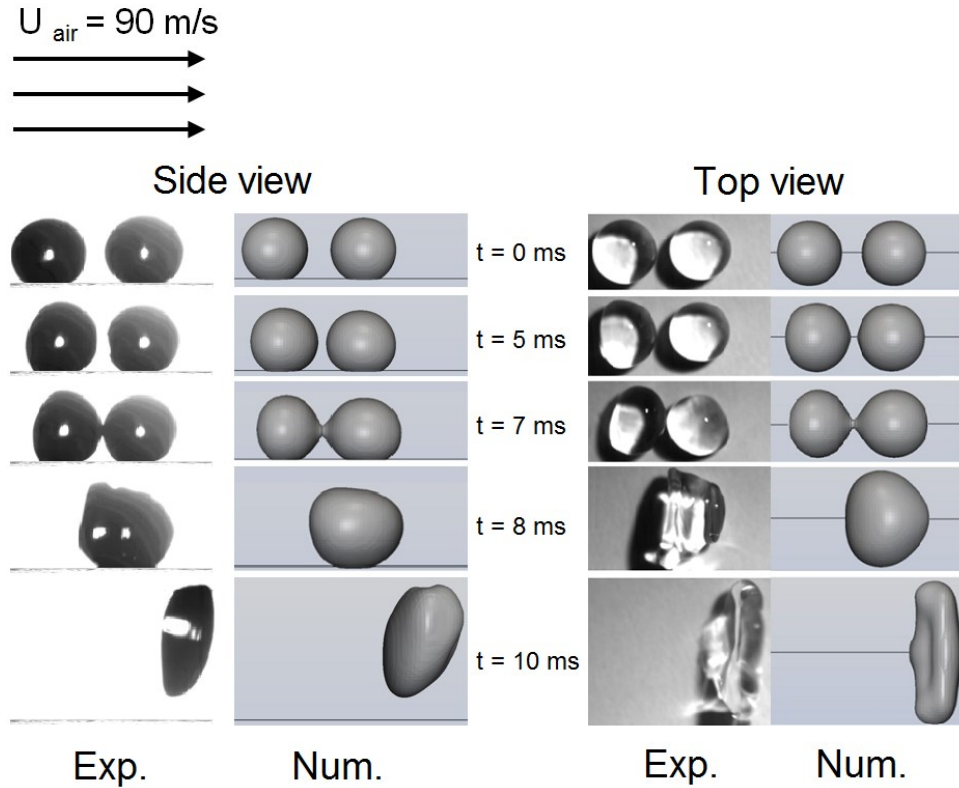 U air = 90 m/s
Side view
Top view
t = 0 ms
t = 5 ms
t = 7 ms
t = 8 ms
t = 10 ms
Exp.
Num.
Exp.
Num.